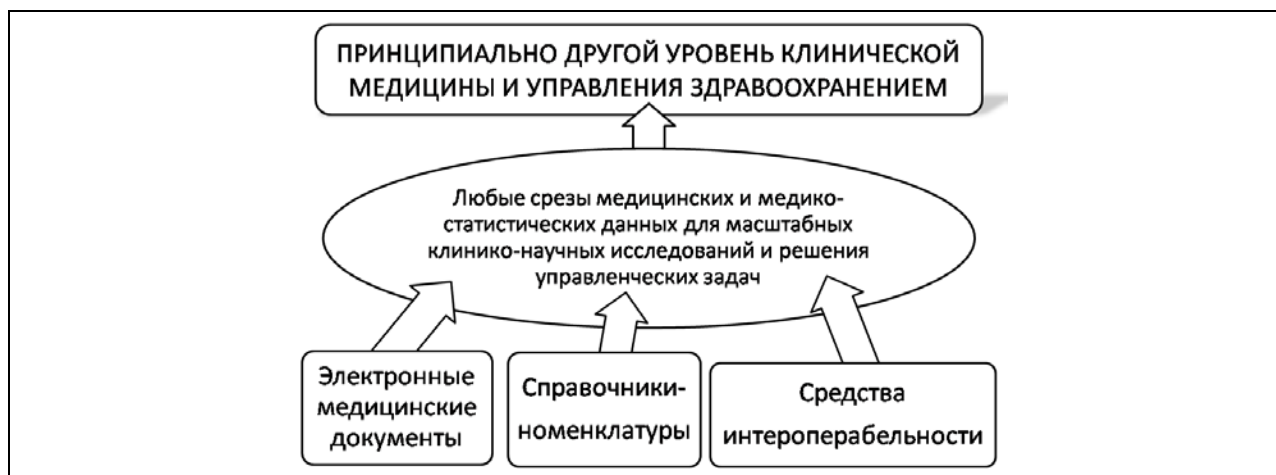 ПРИНЦИПИАЛЬНО ДРУГОЙ УРОВЕНЬ КЛИНИЧЕСКОЙ
МЕДИЦИНЫ И УПРАВЛЕНИЯ ЗДРАВООХРАНЕНИЕМ
Любые срезы медицинских и медико-
статистических данных для масштабных
клинико-научных исследований и решения
управленческих задач
Электронные
медицинские
документы
Справочники-
номенклатуры
Средства
интероперабельности